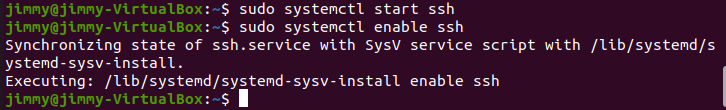 jimmy@jimmy-VirtualBox:~$ sudo systemctl start ssh
jimmy@jimmy-VirtualBox:~$ sudo systemctl enable ssh
Synchronizing state of ssh.service with SysV service script with /lib/systemd/s
ystemd-sysv-install.
Executing: /lib/systemd/systemd-sysv-install enable ssh
jimmy@jimmy-VirtualBox:~$